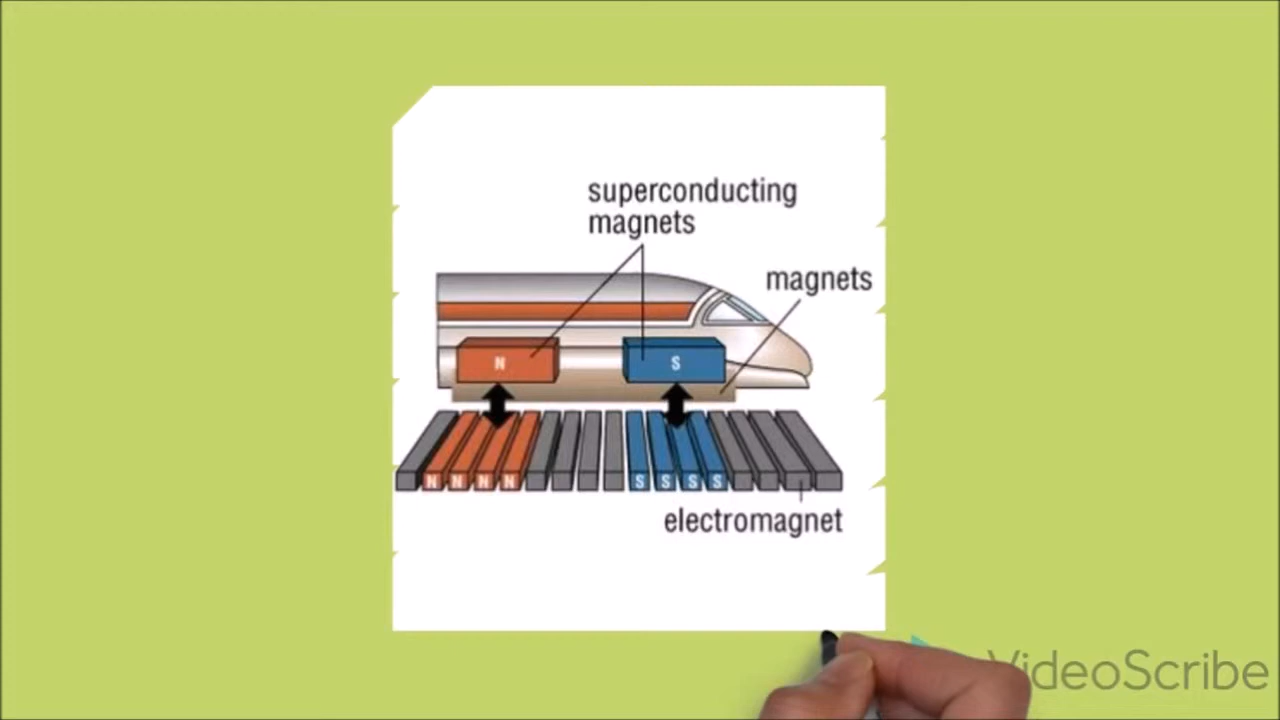 superconducting
magnets
magnets
N
S
N N N N
S S S S
electromagnet
VideoScribe